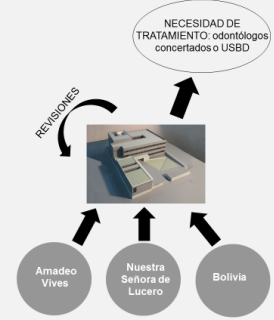 NECESIDAD DE
TRATAMIENTO: odontólogos
concertados o USBD
REVISIONES
Amadeo
Vives
Nuestra
Señora de
Lucero
Bolivia